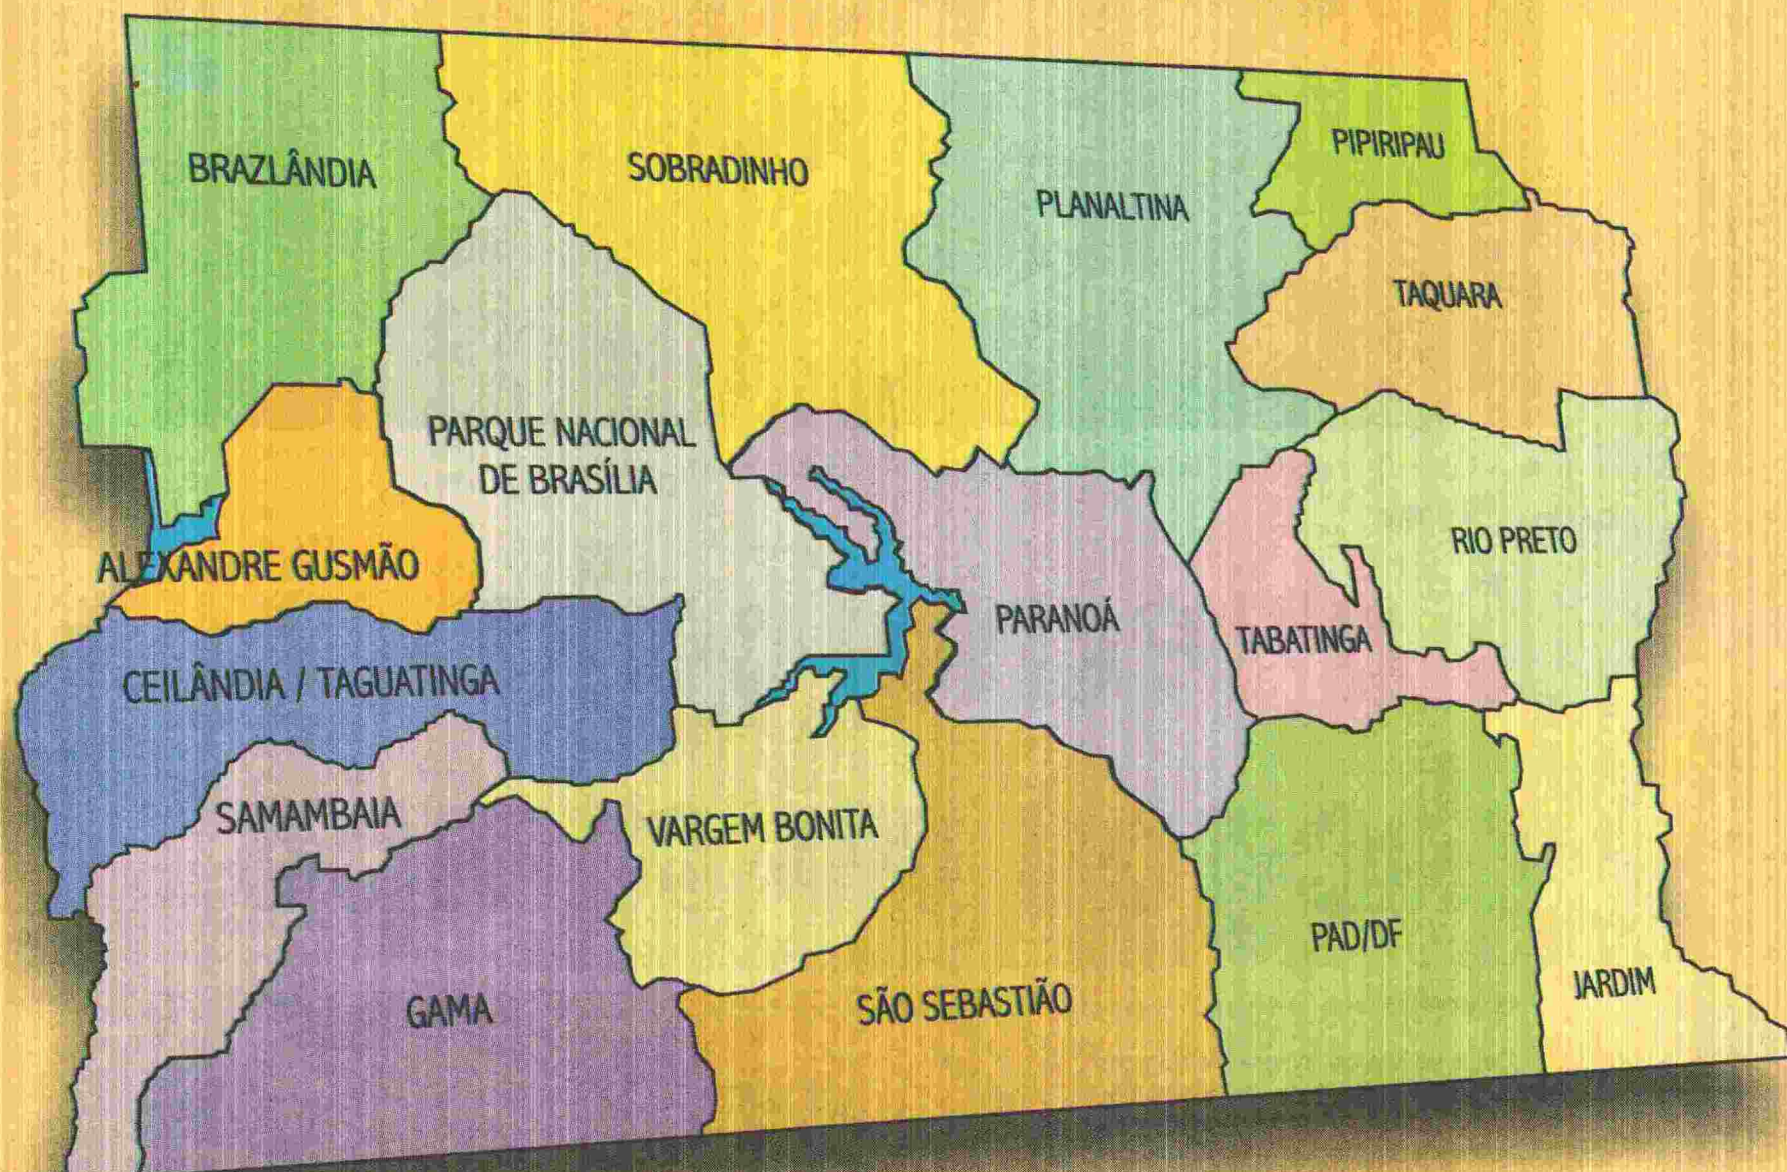 BRAZLÂNDIA
SOBRADINHO
PLANALTINA
PIPIRIPAU
TAQUARA
PARQUE NACIONAL
DE BRASÍLIA
ALEXANDRE GUSMÃO
RIO PRETO
PARANOÁ
TABATINGA
CEILÂNDIA / TAGUATINGA
SAMAMBAIA
VARGEM BONITA
PAD/DF
JARDIM
GAMA
SÃO SEBASTIÃO